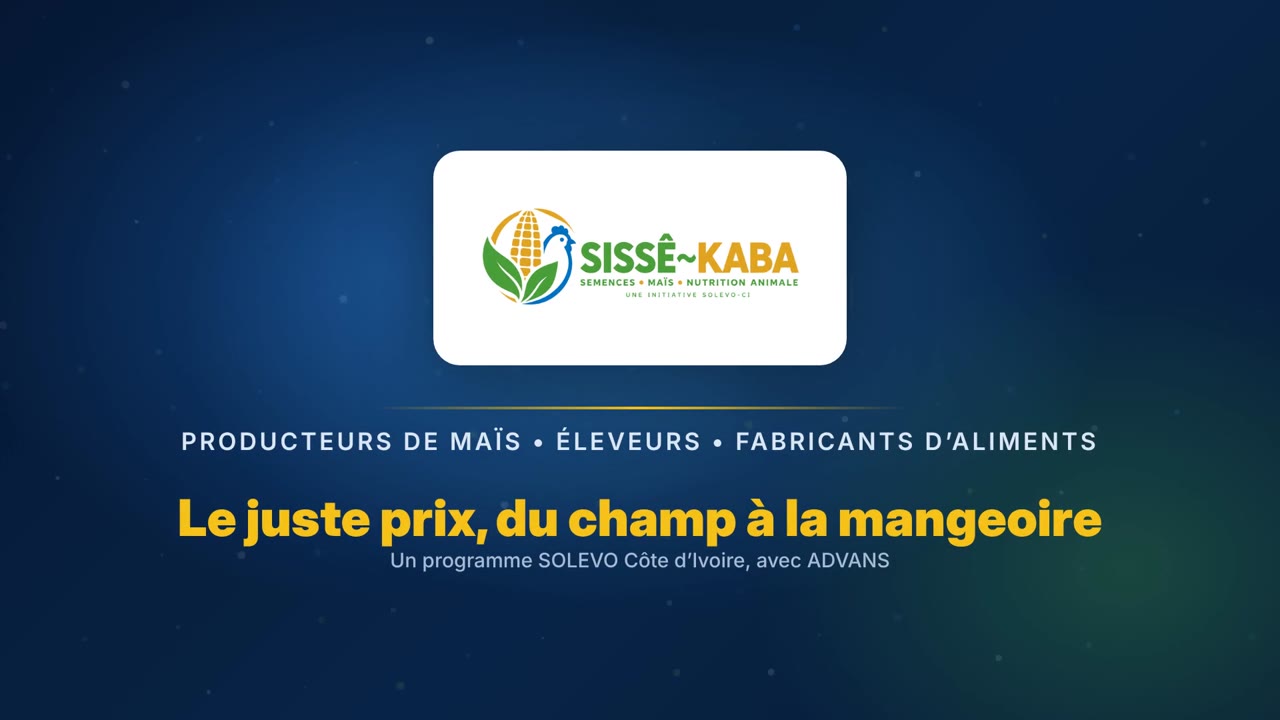 SISSÊ~KABA
SEMENCES • MAÏS • NUTRITION ANIMALE
UNE INITIATIVE SOLEVO-CI
PRODUCTEURS DE MAÏS • ÉLEVEURS • FABRICANTS D’ALIMENTS
Le juste prix, du champ à la mangeoire
Un programme SOLEVO Côte d’Ivoire, avec ADVANS